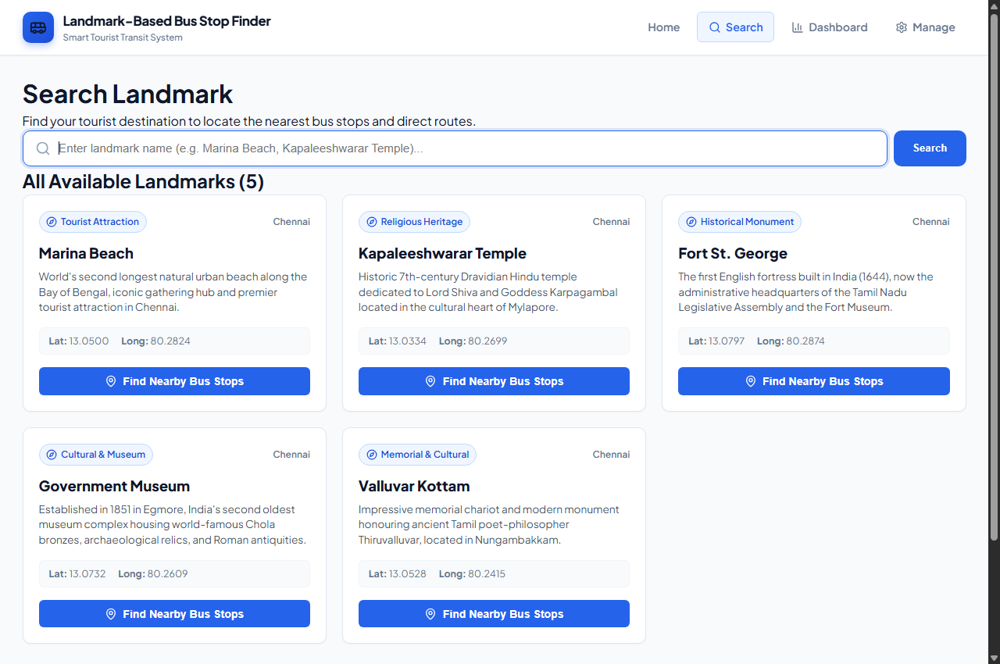 Landmark-Based Bus Stop Finder
Smart Tourist Transit System
Home
Search
Dashboard
Manage
Search Landmark
Find your tourist destination to locate the nearest bus stops and direct routes.
Enter landmark name (e.g. Marina Beach, Kapaleeshwarar Temple)...
Search
All Available Landmarks (5)
Tourist Attraction
Chennai
Marina Beach
World's second longest natural urban beach along the
Bay of Bengal, iconic gathering hub and premier
tourist attraction in Chennai.
Lat: 13.0500 Long: 80.2824
Find Nearby Bus Stops
Religious Heritage
Chennai
Kapaleeshwarar Temple
Historic 7th-century Dravidian Hindu temple
dedicated to Lord Shiva and Goddess Karpagambal
located in the cultural heart of Mylapore.
Lat: 13.0334 Long: 80.2699
Find Nearby Bus Stops
Historical Monument
Chennai
Fort St. George
The first English fortress built in India (1644), now the
administrative headquarters of the Tamil Nadu
Legislative Assembly and the Fort Museum.
Lat: 13.0797 Long: 80.2874
Find Nearby Bus Stops
Cultural & Museum
Chennai
Government Museum
Established in 1851 in Egmore, India's second oldest
museum complex housing world-famous Chola
bronzes, archaeological relics, and Roman antiquities.
Lat: 13.0732 Long: 80.2609
Find Nearby Bus Stops
Memorial & Cultural
Chennai
Valluvar Kottam
Impressive memorial chariot and modern monument
honouring ancient Tamil poet-philosopher
Thiruvalluvar, located in Nungambakkam.
Lat: 13.0528 Long: 80.2415
Find Nearby Bus Stops